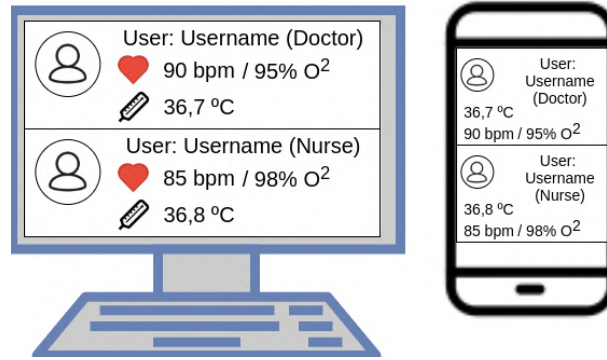 User: Username (Doctor)
90 bpm / 95% O²
36,7 ºC
User: Username (Nurse)
85 bpm / 98% O²
36,8 ºC
User:
Username
(Doctor)
36,7 ºC
90 bpm / 95% O²
User:
Username
(Nurse)
36,8 ºC
85 bpm / 98% O²